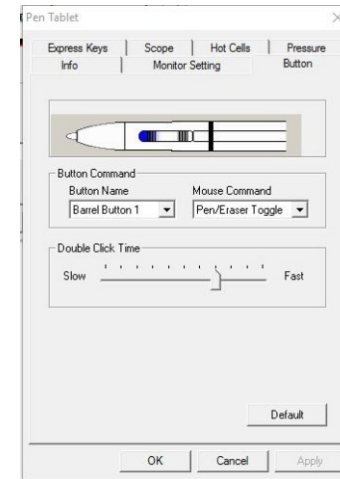 Pen Tablet
Express Keys Scope Hot Cells Pressure
Info Monitor Setting Button
Button Command
Button Name Mouse Command
Barrel Button 1 Pen/Eraser Toggle
Double Click Time
Slow Fast
Default
OK Cancel Apply